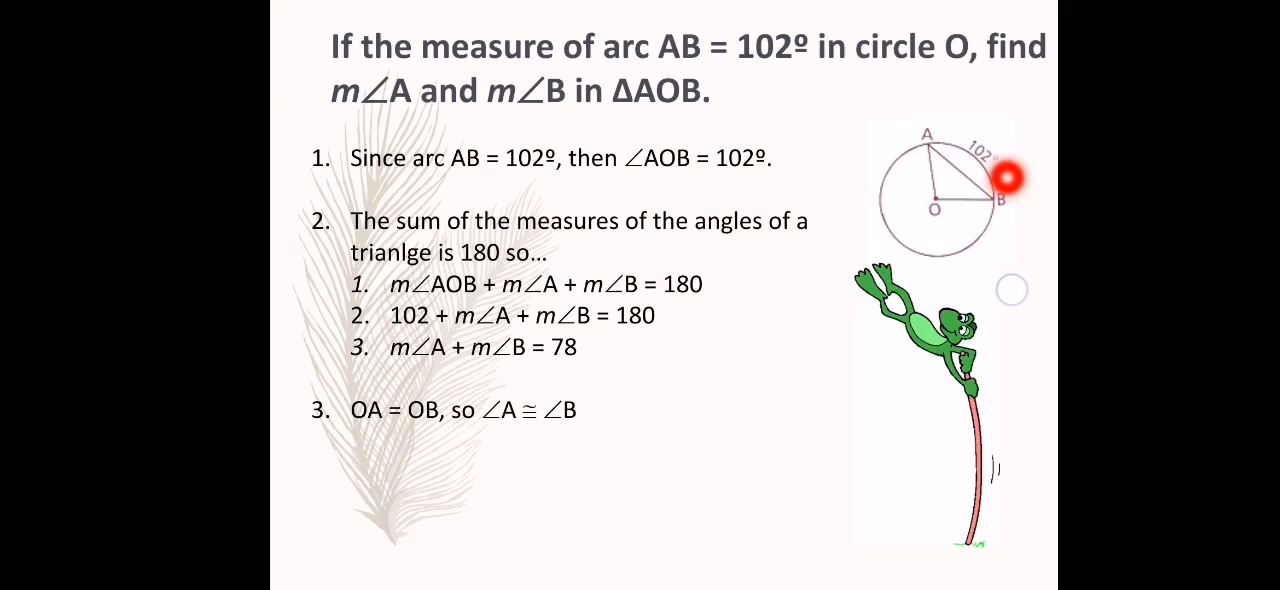 If the measure of arc AB = 102º in circle O, find
m∠A and m∠B in ΔAOB.
1. Since arc AB = 102º, then ∠AOB = 102º.
2. The sum of the measures of the angles of a
trianlge is 180 so...
1. m∠AOB + m∠A + m∠B = 180
2. 102 + m∠A + m∠B = 180
3. m∠A + m∠B = 78
3. OA = OB, so ∠A ≅ ∠B
A
102°
B
O